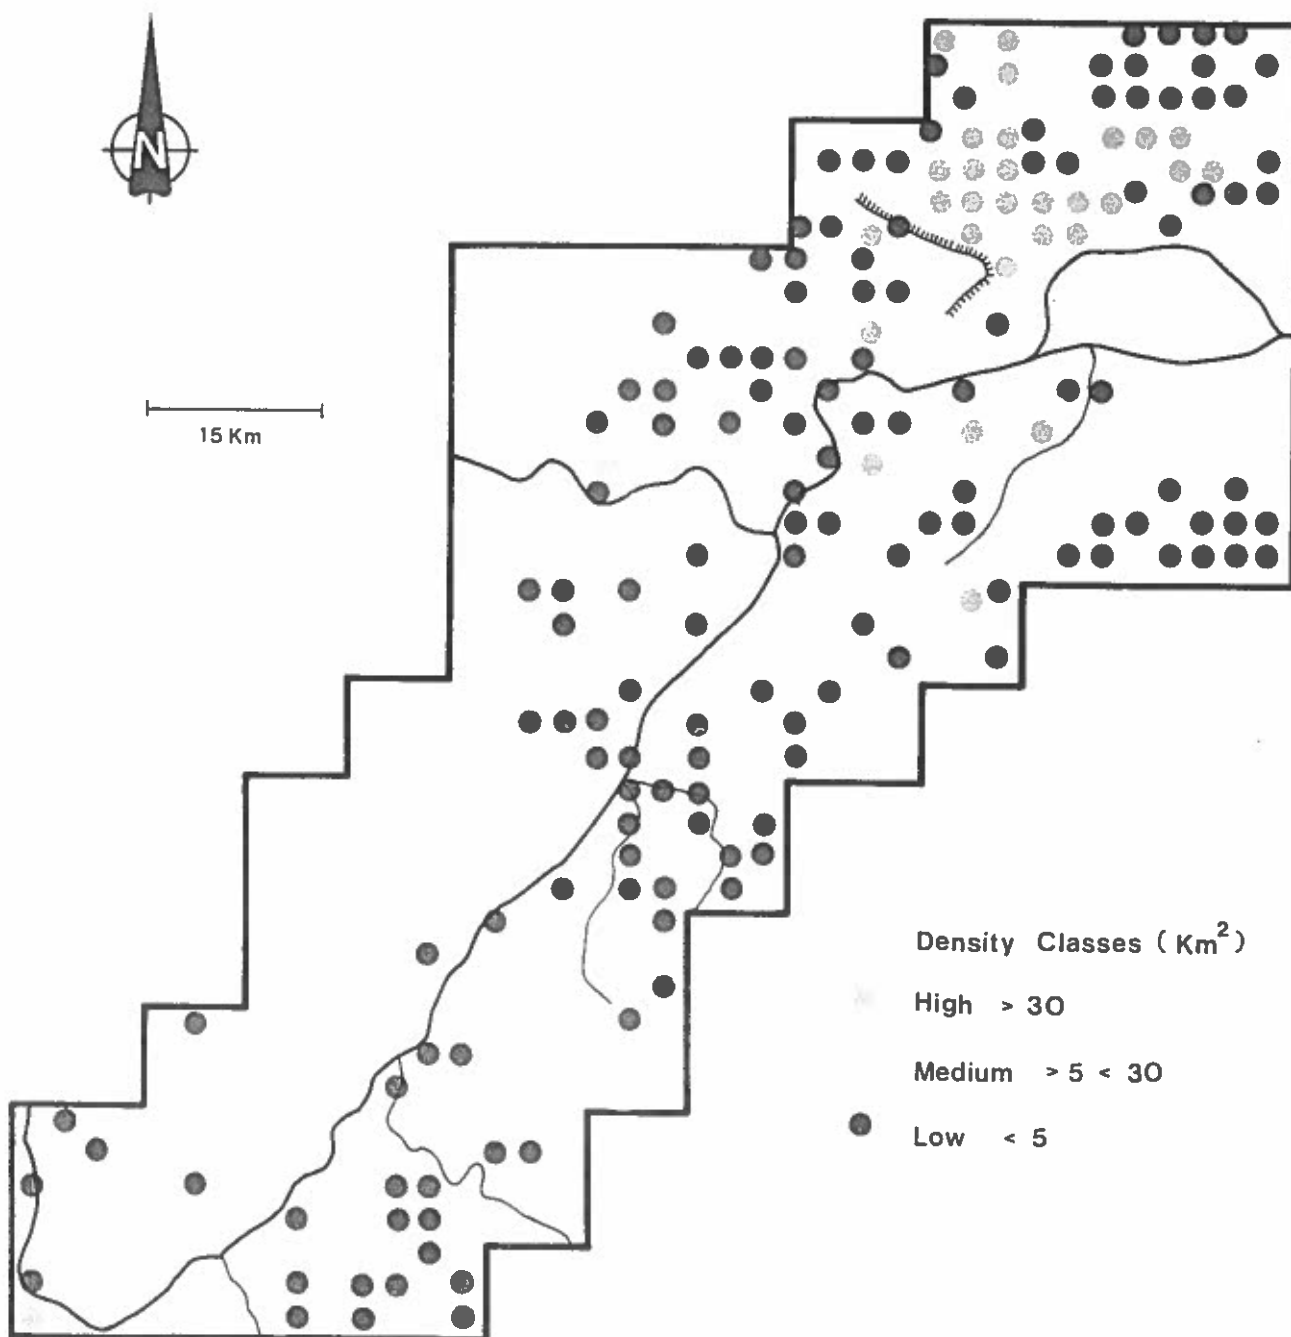 N
15 Km
Density Classes ( Km²)
High > 30
Medium > 5 < 30
Low < 5